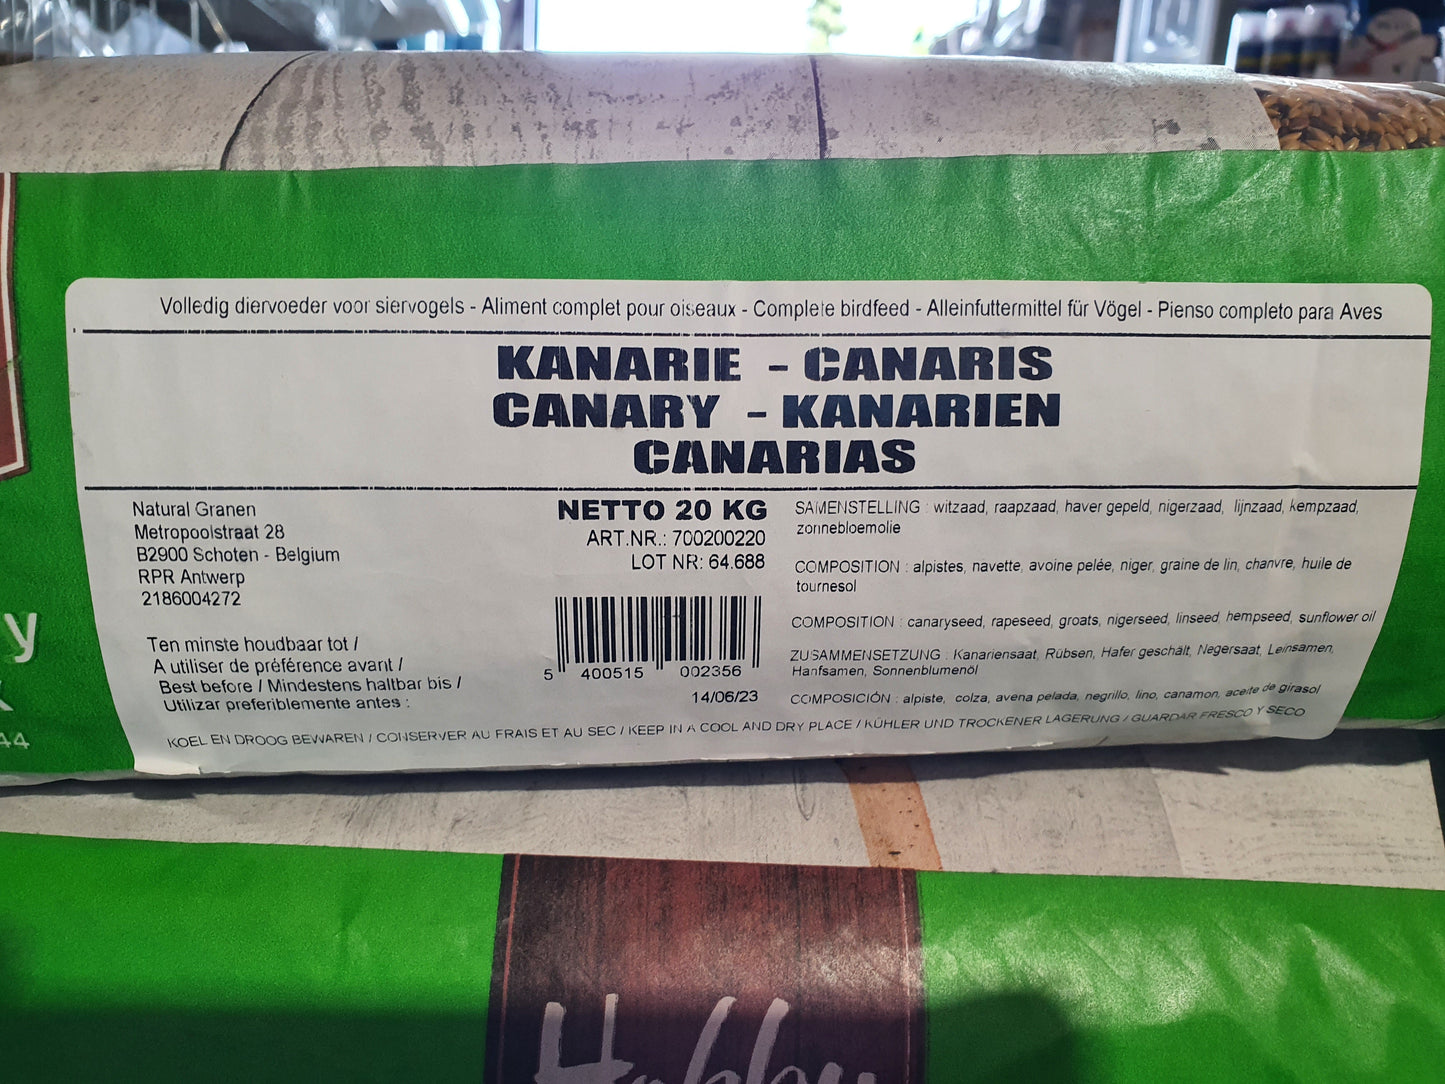 Volledig diervoeder voor siervogels - Aliment complet pour oiseaux - Complete birdfeed - Alleinfuttermittel für Vögel - Pienso completo para Aves
KANARIE - CANARIS
CANARY - KANARIEN
CANARIAS
Natural Granen
Metropoolstraat 28
B2900 Schoten - Belgium
RPR Antwerp
2186004272
Ten minste houdbaar tot /
A utiliser de préférence avant /
Best before / Mindestens haltbar bis /
Utilizar preferiblemente antes :
NETTO 20 KG
ART.NR.: 700200220
LOT NR: 64.688
5 400515 002356
14/06/23
SAMENSTELLING : witzaad, raapzaad, haver gepeld, nigerzaad, lijnzaad, kempzaad,
zonnebloemolie
COMPOSITION : alpistes, navette, avoine pelée, niger, graine de lin, chanvre, huile de
tournesol
COMPOSITION : canaryseed, rapeseed, groats, nigerseed, linseed, hempseed, sunflower oil
ZUSAMMENSETZUNG : Kanariensaat, Rübsen, Hafer geschält, Negersaat, Leinsamen,
Hanfsamen, Sonnenblumenöl
COMPOSICIÓN : alpiste, colza, avena pelada, negrillo, lino, canamon, aceite de girasol
KOEL EN DROOG BEWAREN / CONSERVER AU FRAIS ET AU SEC / KEEP IN A COOL AND DRY PLACE / KÜHLER UND TROCKENER LAGERUNG / GUARDAR FRESCO Y SECO
y
44
Hobby